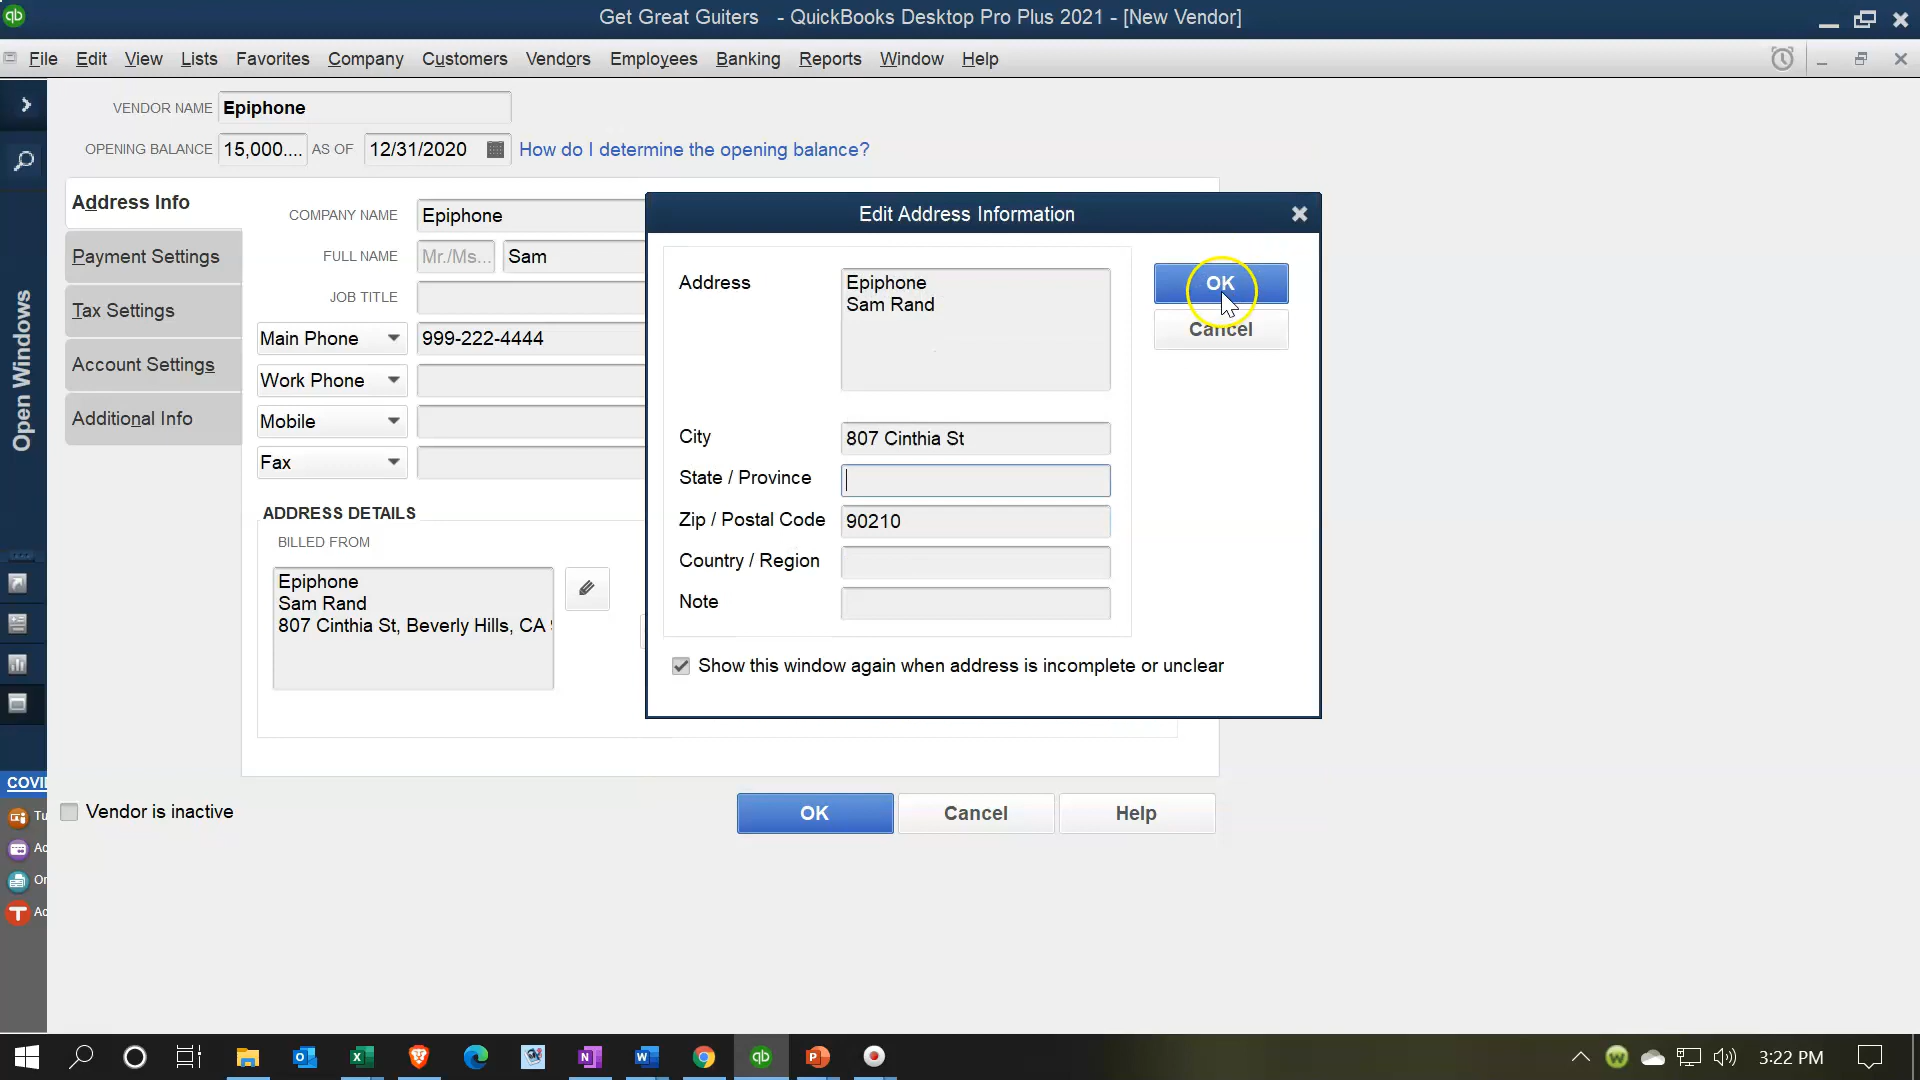 Get Great Guiters - QuickBooks Desktop Pro Plus 2021 - [New Vendor]
File Edit View Lists Favorites Company Customers Vendors Employees Banking Reports Window Help
VENDOR NAME Epiphone
OPENING BALANCE 15,000.... AS OF 12/31/2020 How do I determine the opening balance?
Address Info
Payment Settings
Tax Settings
Account Settings
Additional Info
Open Windows
COMPANY NAME Epiphone
FULL NAME Mr./Ms... Sam
JOB TITLE
Main Phone 999-222-4444
Work Phone
Mobile
Fax
ADDRESS DETAILS
BILLED FROM
Epiphone
Sam Rand
807 Cinthia St, Beverly Hills, CA
Edit Address Information
Address Epiphone
Sam Rand
OK
Cancel
City 807 Cinthia St
State / Province
Zip / Postal Code 90210
Country / Region
Note
Show this window again when address is incomplete or unclear
Vendor is inactive
OK Cancel Help
COVI
Tu
Ac
Or
Ac
3:22 PM